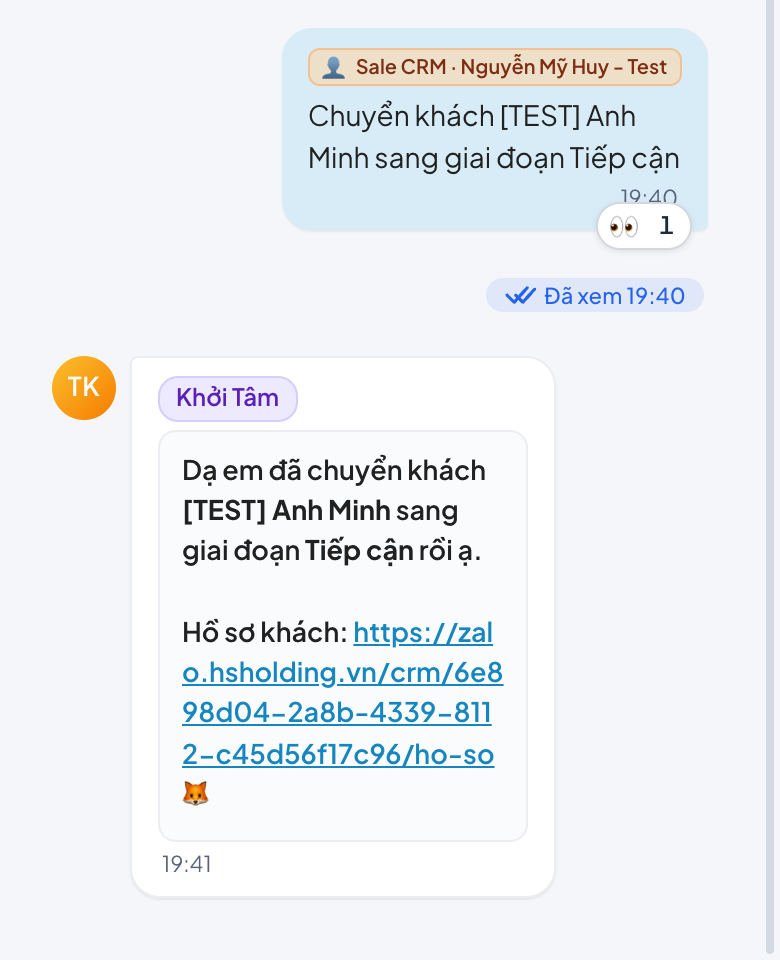 Sale CRM · Nguyễn Mỹ Huy - Test
Chuyển khách [TEST] Anh
Minh sang giai đoạn Tiếp cận
19:40
1
Đã xem 19:40
TK
Khởi Tâm
Dạ em đã chuyển khách
[TEST] Anh Minh sang
giai đoạn Tiếp cận rồi ạ.
Hồ sơ khách: https://zal
o.hsholding.vn/crm/6e8
98d04-2a8b-4339-811
2-c45d56f17c96/ho-so
19:41